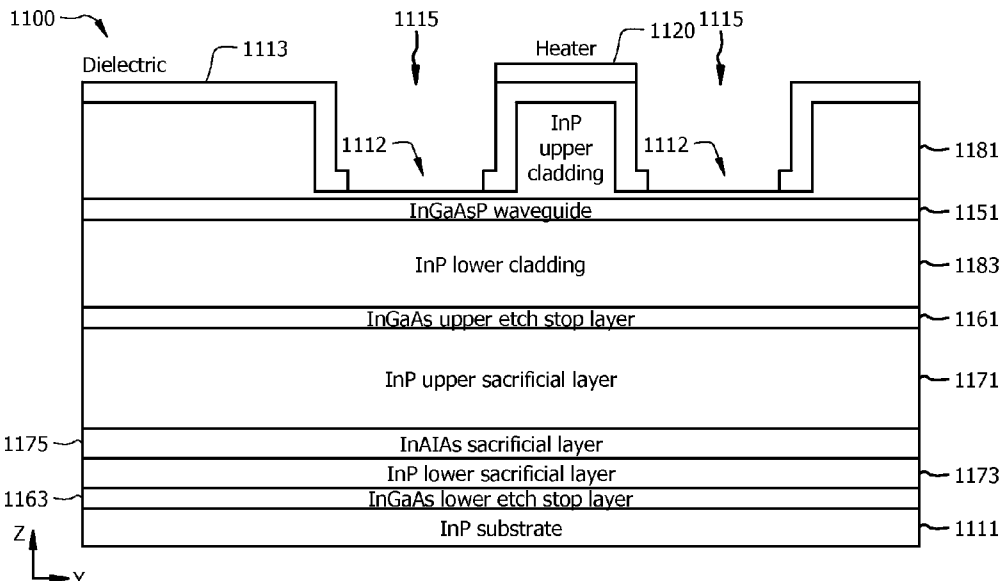 1100
1113
1115
1120
1115
Dielectric
Heater
1112
InP
upper
cladding
1112
1181
InGaAsP waveguide
1151
InP lower cladding
1183
InGaAs upper etch stop layer
1161
InP upper sacrificial layer
1171
1175
InAIAs sacrificial layer
InP lower sacrificial layer
1173
1163
InGaAs lower etch stop layer
InP substrate
1111
Z
Y